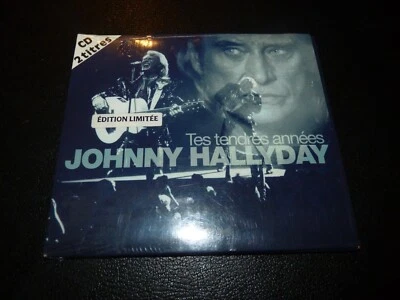 CD
2 titres
ÉDITION LIMITÉE
Tes tendres années
JOHNNY HALLYDAY